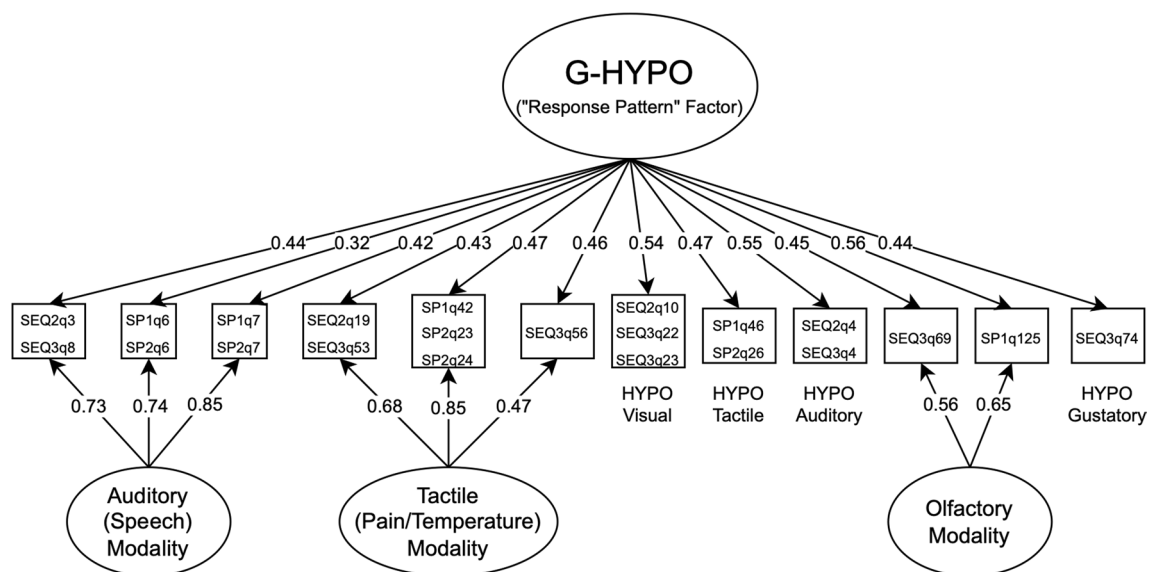 G-HYPO
("Response Pattern" Factor)
0.44 0.32 0.42 0.43 0.47 0.46 0.54 0.47 0.55 0.45 0.56 0.44
SEQ2q3
SEQ3q8
SP1q6
SP2q6
SP1q7
SP2q7
SEQ2q19
SEQ3q53
SP1q42
SP2q23
SP2q24
SEQ3q56
SEQ2q10
SEQ3q22
SEQ3q23
SP1q46
SP2q26
SEQ2q4
SEQ3q4
SEQ3q69
SP1q125
SEQ3q74
HYPO
Visual
HYPO
Tactile
HYPO
Auditory
HYPO
Gustatory
0.73 0.74 0.85
0.68 0.85 0.47
0.56 0.65
Auditory
(Speech)
Modality
Tactile
(Pain/Temperature)
Modality
Olfactory
Modality